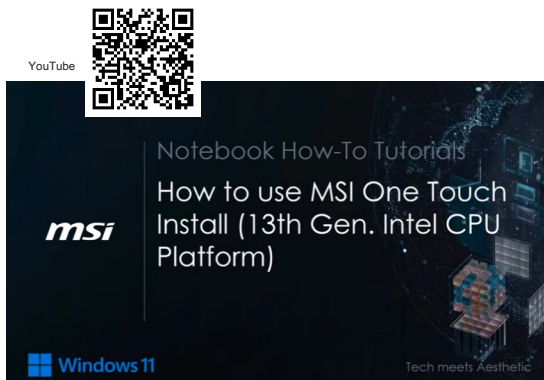 YouTube
Notebook How-To Tutorials
How to use MSI One Touch
Install (13th Gen. Intel CPU
Platform)
msi
Windows 11
Tech meets Aesthetic